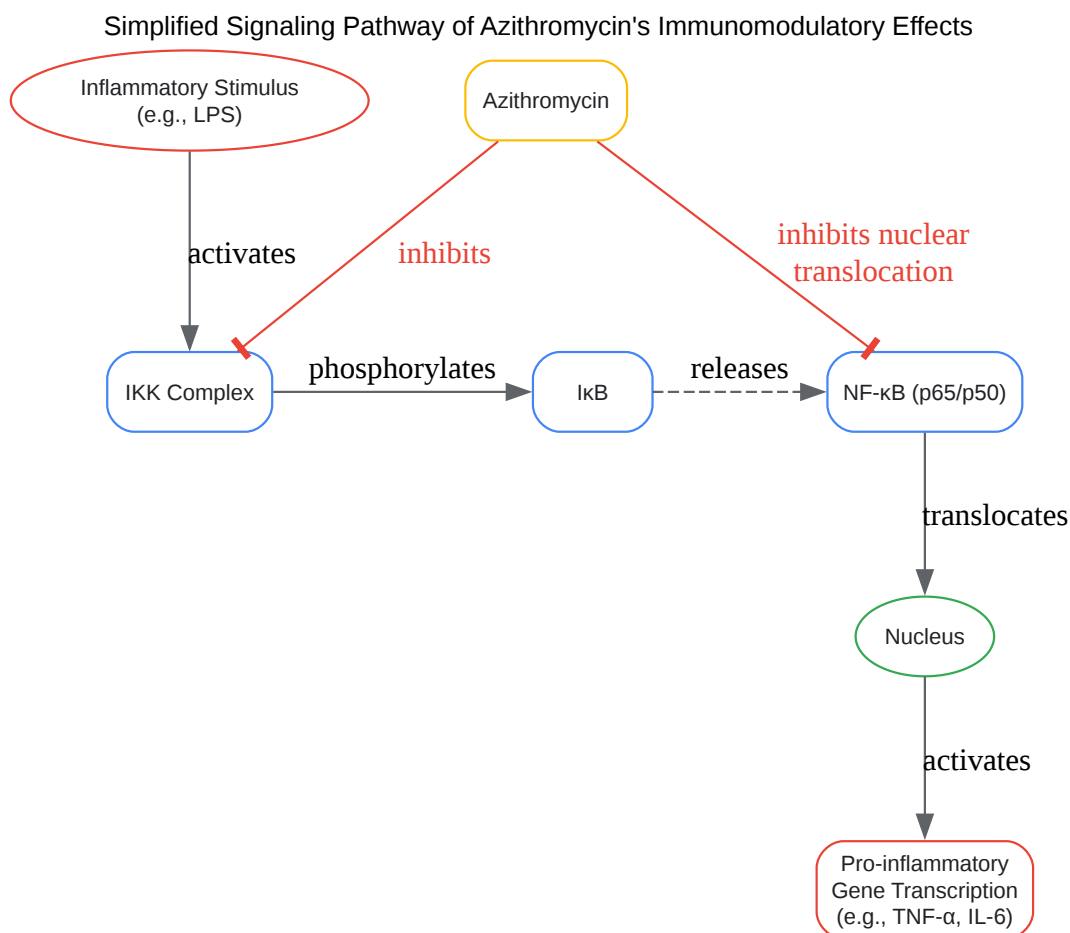 Simplified Signaling Pathway of Azithromycin's Immunomodulatory Effects
Inflammatory Stimulus
(e.g., LPS)
Azithromycin
activates
inhibits
inhibits nuclear
translocation
IKK Complex
phosphorylates
IκB
releases
NF-κB (p65/p50)
translocates
Nucleus
activates
Pro-inflammatory
Gene Transcription
(e.g., TNF-α, IL-6)